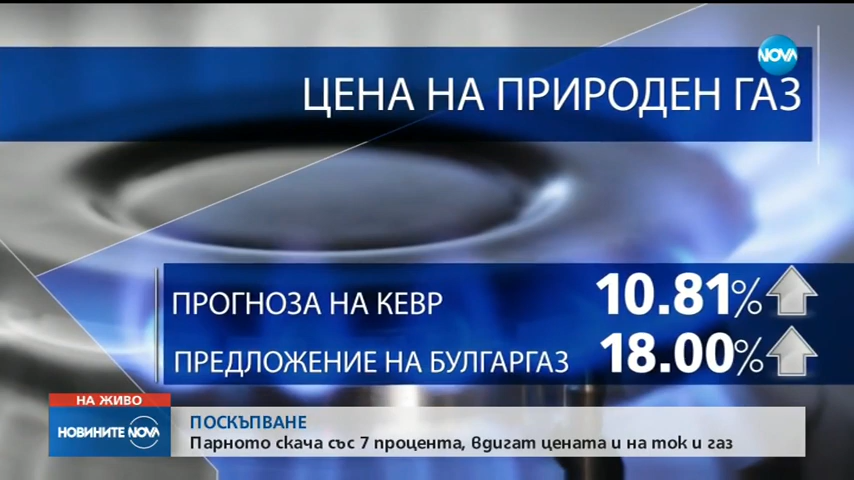 NOVA
ЦЕНА НА ПРИРОДЕН ГАЗ
ПРОГНОЗА НА КЕВР 10.81%
ПРЕДЛОЖЕНИЕ НА БУЛГАРГАЗ 18.00%
НА ЖИВО
НОВИНИТЕ NOVA
ПОСКЪПВАНЕ
Парното скача със 7 процента, вдигат цената и на ток и газ